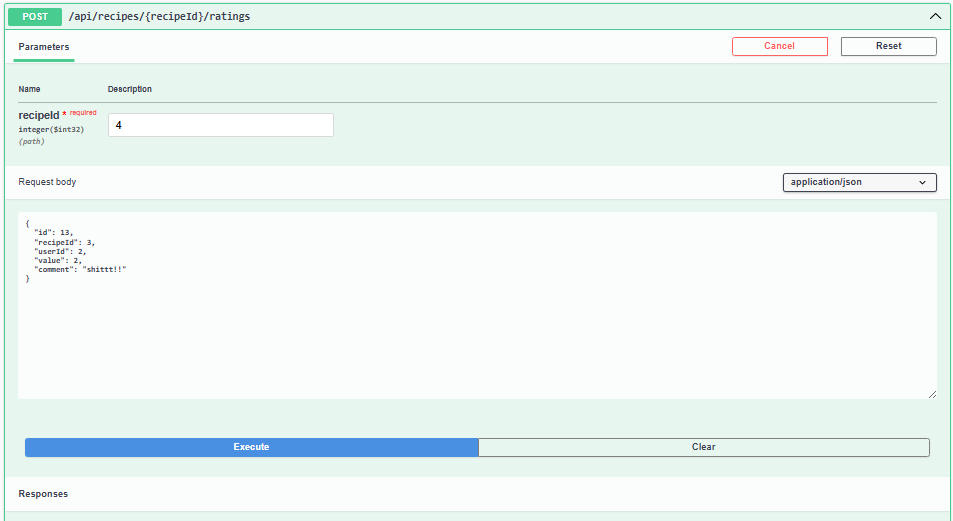 POST /api/recipes/{recipeId}/ratings
Parameters
Cancel
Reset
Name Description
recipeId * required
integer($int32)
(path)
4
Request body
application/json
{
"id": 13,
"recipeId": 3,
"userId": 2,
"value": 2,
"comment": "shittt!!"
}
Execute
Clear
Responses